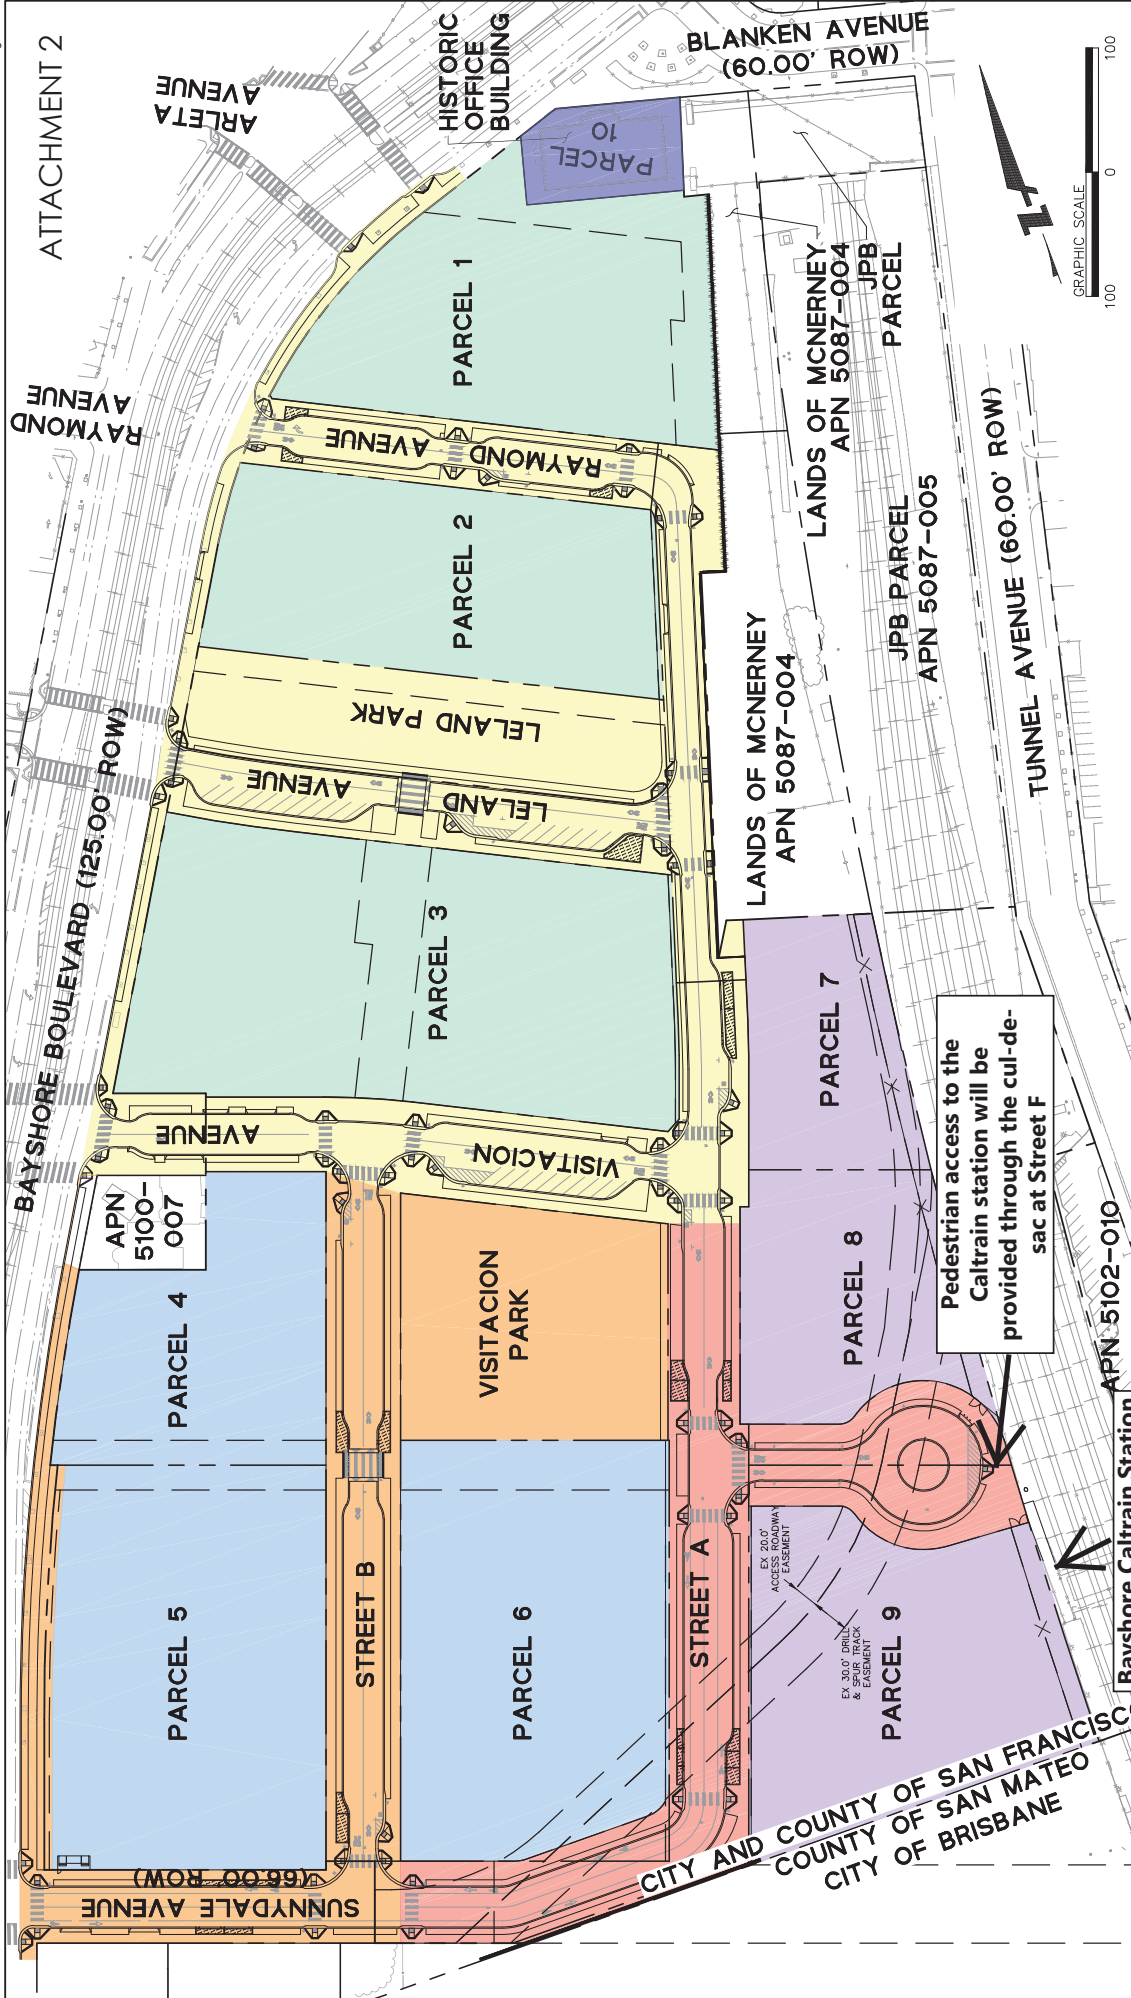 ATTACHMENT 2
ARLETA
AVENUE
HISTORIC
OFFICE
BUILDING
BLANKEN AVENUE
(60.00' ROW)
PARCEL
10
RAYMOND
AVENUE
PARCEL 1
RAYMOND
AVENUE
PARCEL 2
LELAND PARK
LELAND
AVENUE
BAYSHORE BOULEVARD (125.00' ROW)
PARCEL 3
VISITACION
AVENUE
APN
5100-
007
PARCEL 4
PARCEL 5
STREET B
VISITACION
PARK
PARCEL 6
STREET A
SUNNYDALE AVENUE
(66.00 ROW)
PARCEL 7
PARCEL 8
PARCEL 9
EX 20.0'
ACCESS ROADWAY
EASEMENT
EX 30.0' DRILL
& SPUR TRACK
EASEMENT
LANDS OF MCNERNEY
APN 5087-004
JPB
PARCEL
LANDS OF MCNERNEY
APN 5087-004
JPB PARCEL
APN 5087-005
TUNNEL AVENUE (60.00' ROW)
Pedestrian access to the
Caltrain station will be
provided through the cul-de-
sac at Street F
APN 5102-010
Bayshore Caltrain Station
CITY AND COUNTY OF SAN FRANCISCO
COUNTY OF SAN MATEO
CITY OF BRISBANE
GRAPHIC SCALE
100 0 100